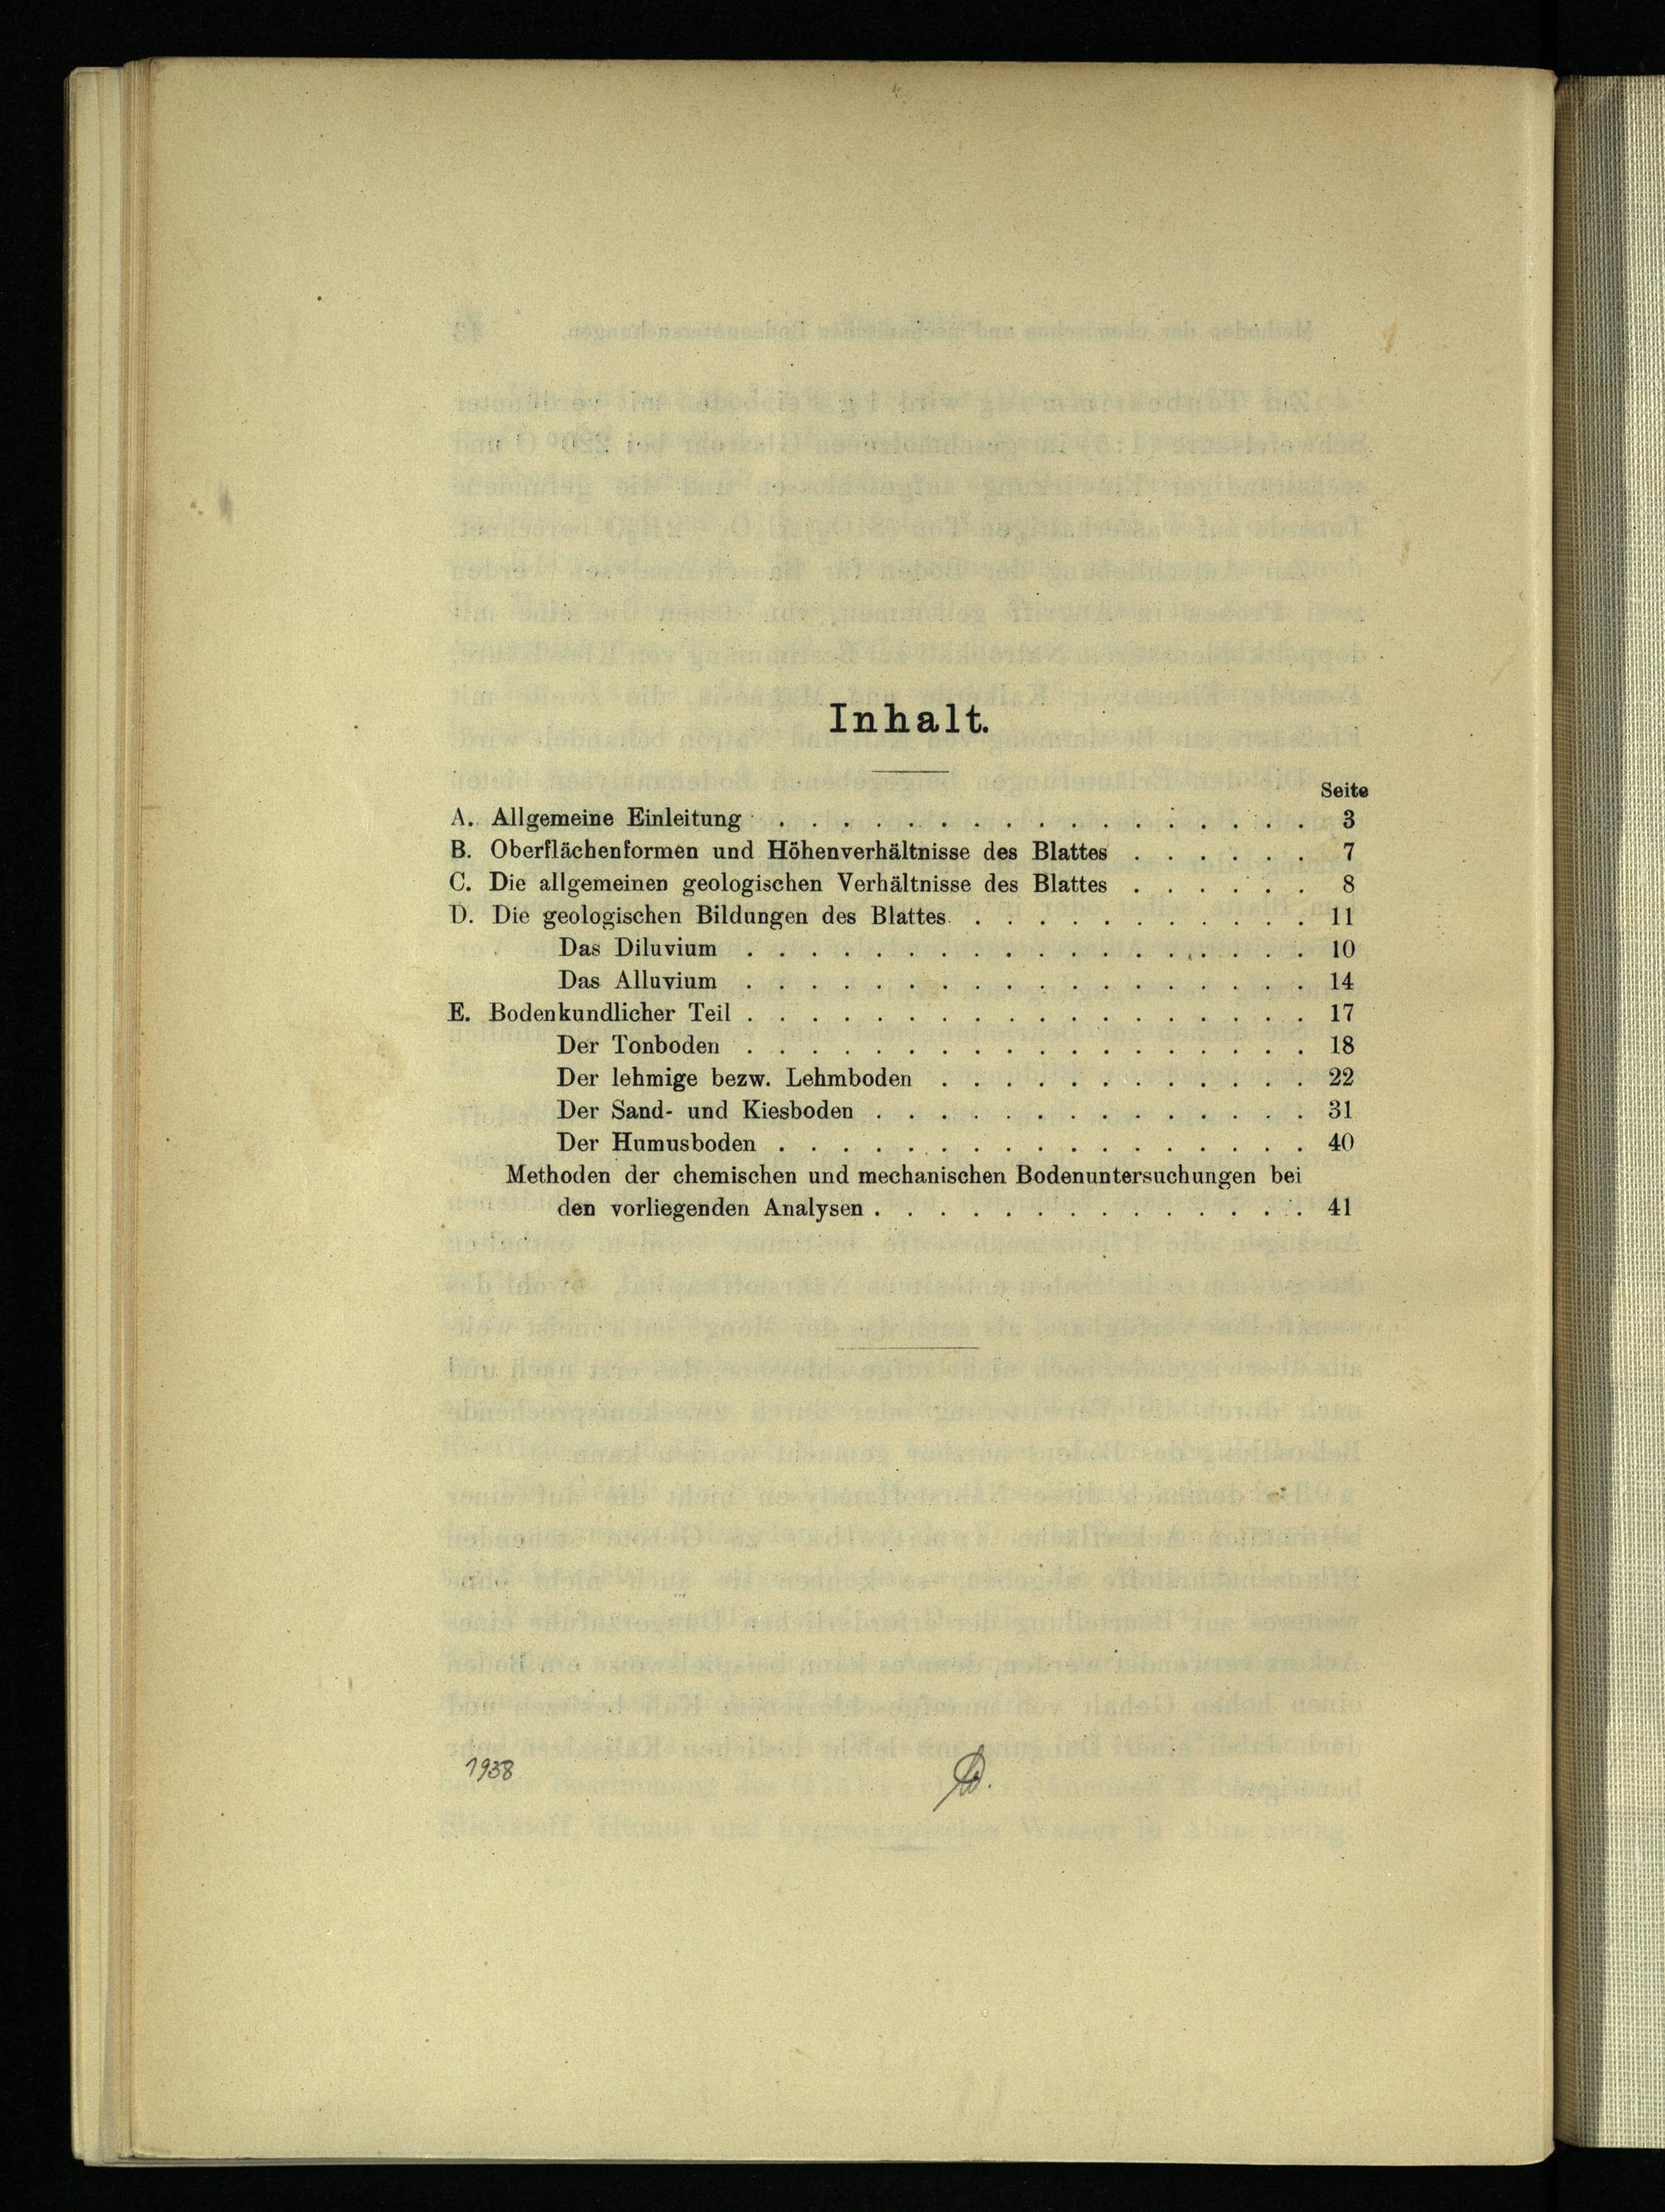 Inhalt.
Seite
A. Allgemeine Einleitung . . . . . . . . . . . . . . . . . 3
B. Oberflächenformen und Höhenverhältnisse des Blattes . . . . . . 7
C. Die allgemeinen geologischen Verhältnisse des Blattes . . . . . . 8
D. Die geologischen Bildungen des Blattes . . . . . . . . . . . 11
Das Diluvium . . . . . . . . . . . . . . . . . . 10
Das Alluvium . . . . . . . . . . . . . . . . . . 14
E. Bodenkundlicher Teil . . . . . . . . . . . . . . . . . . 17
Der Tonboden . . . . . . . . . . . . . . . . . . 18
Der lehmige bezw. Lehmboden . . . . . . . . . . . . 22
Der Sand- und Kiesboden . . . . . . . . . . . . . . 31
Der Humusboden . . . . . . . . . . . . . . . . . 40
Methoden der chemischen und mechanischen Bodenuntersuchungen bei
den vorliegenden Analysen . . . . . . . . . . . . . . 41
1938